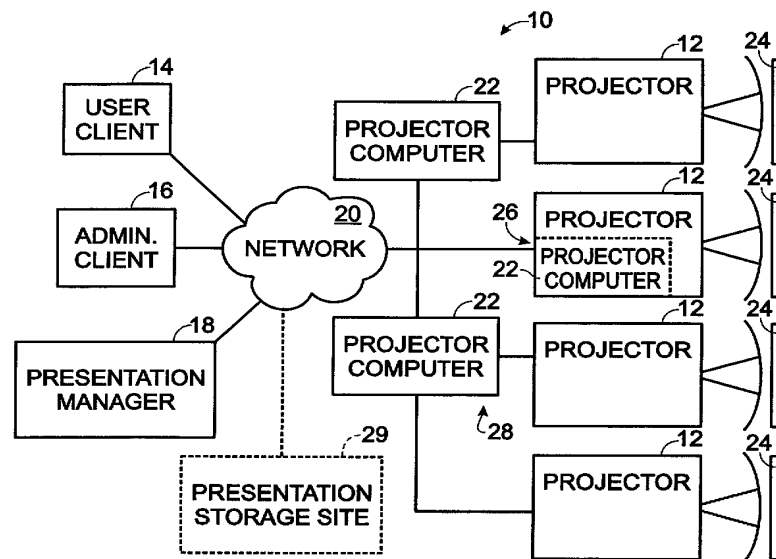 10
14
USER
CLIENT
16
ADMIN.
CLIENT
18
PRESENTATION
MANAGER
20
NETWORK
29
PRESENTATION
STORAGE SITE
22
PROJECTOR
COMPUTER
12
PROJECTOR
24
26
12
PROJECTOR
PROJECTOR
22 COMPUTER
24
22
PROJECTOR
COMPUTER
28
12
PROJECTOR
24
12
PROJECTOR
24